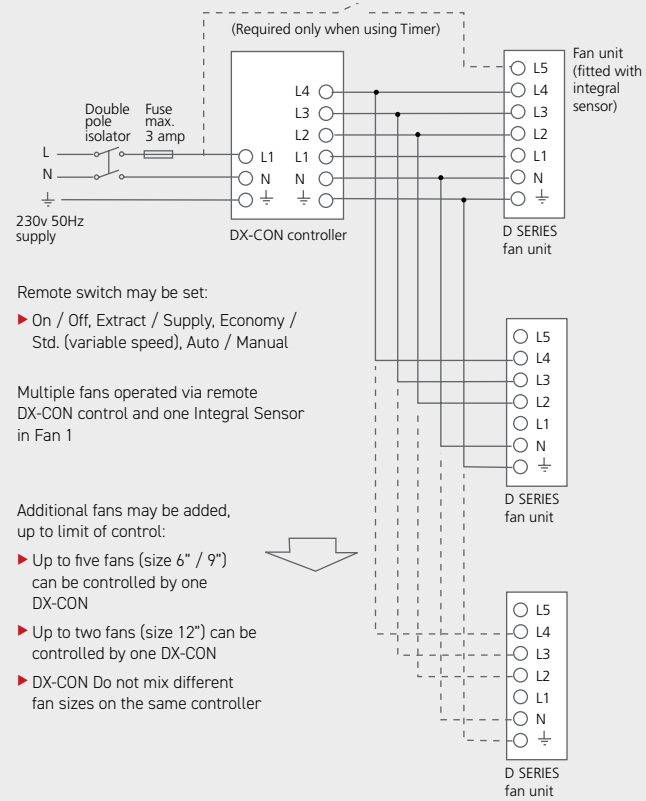 (Required only when using Timer)
Fan unit
(fitted with
integral
sensor)
Double
pole
isolator
Fuse
max.
3 amp
L
N
230v 50Hz
supply
L4
L3
L2
L1
L1
N
N
DX-CON controller
L5
L4
L3
L2
L1
N
D SERIES
fan unit
Remote switch may be set:
On / Off, Extract / Supply, Economy /
Std. (variable speed), Auto / Manual
Multiple fans operated via remote
DX-CON control and one Integral Sensor
in Fan 1
L5
L4
L3
L2
L1
N
D SERIES
fan unit
Additional fans may be added,
up to limit of control:
Up to five fans (size 6" / 9")
can be controlled by one
DX-CON
Up to two fans (size 12") can be
controlled by one DX-CON
DX-CON Do not mix different
fan sizes on the same controller
L5
L4
L3
L2
L1
N
D SERIES
fan unit